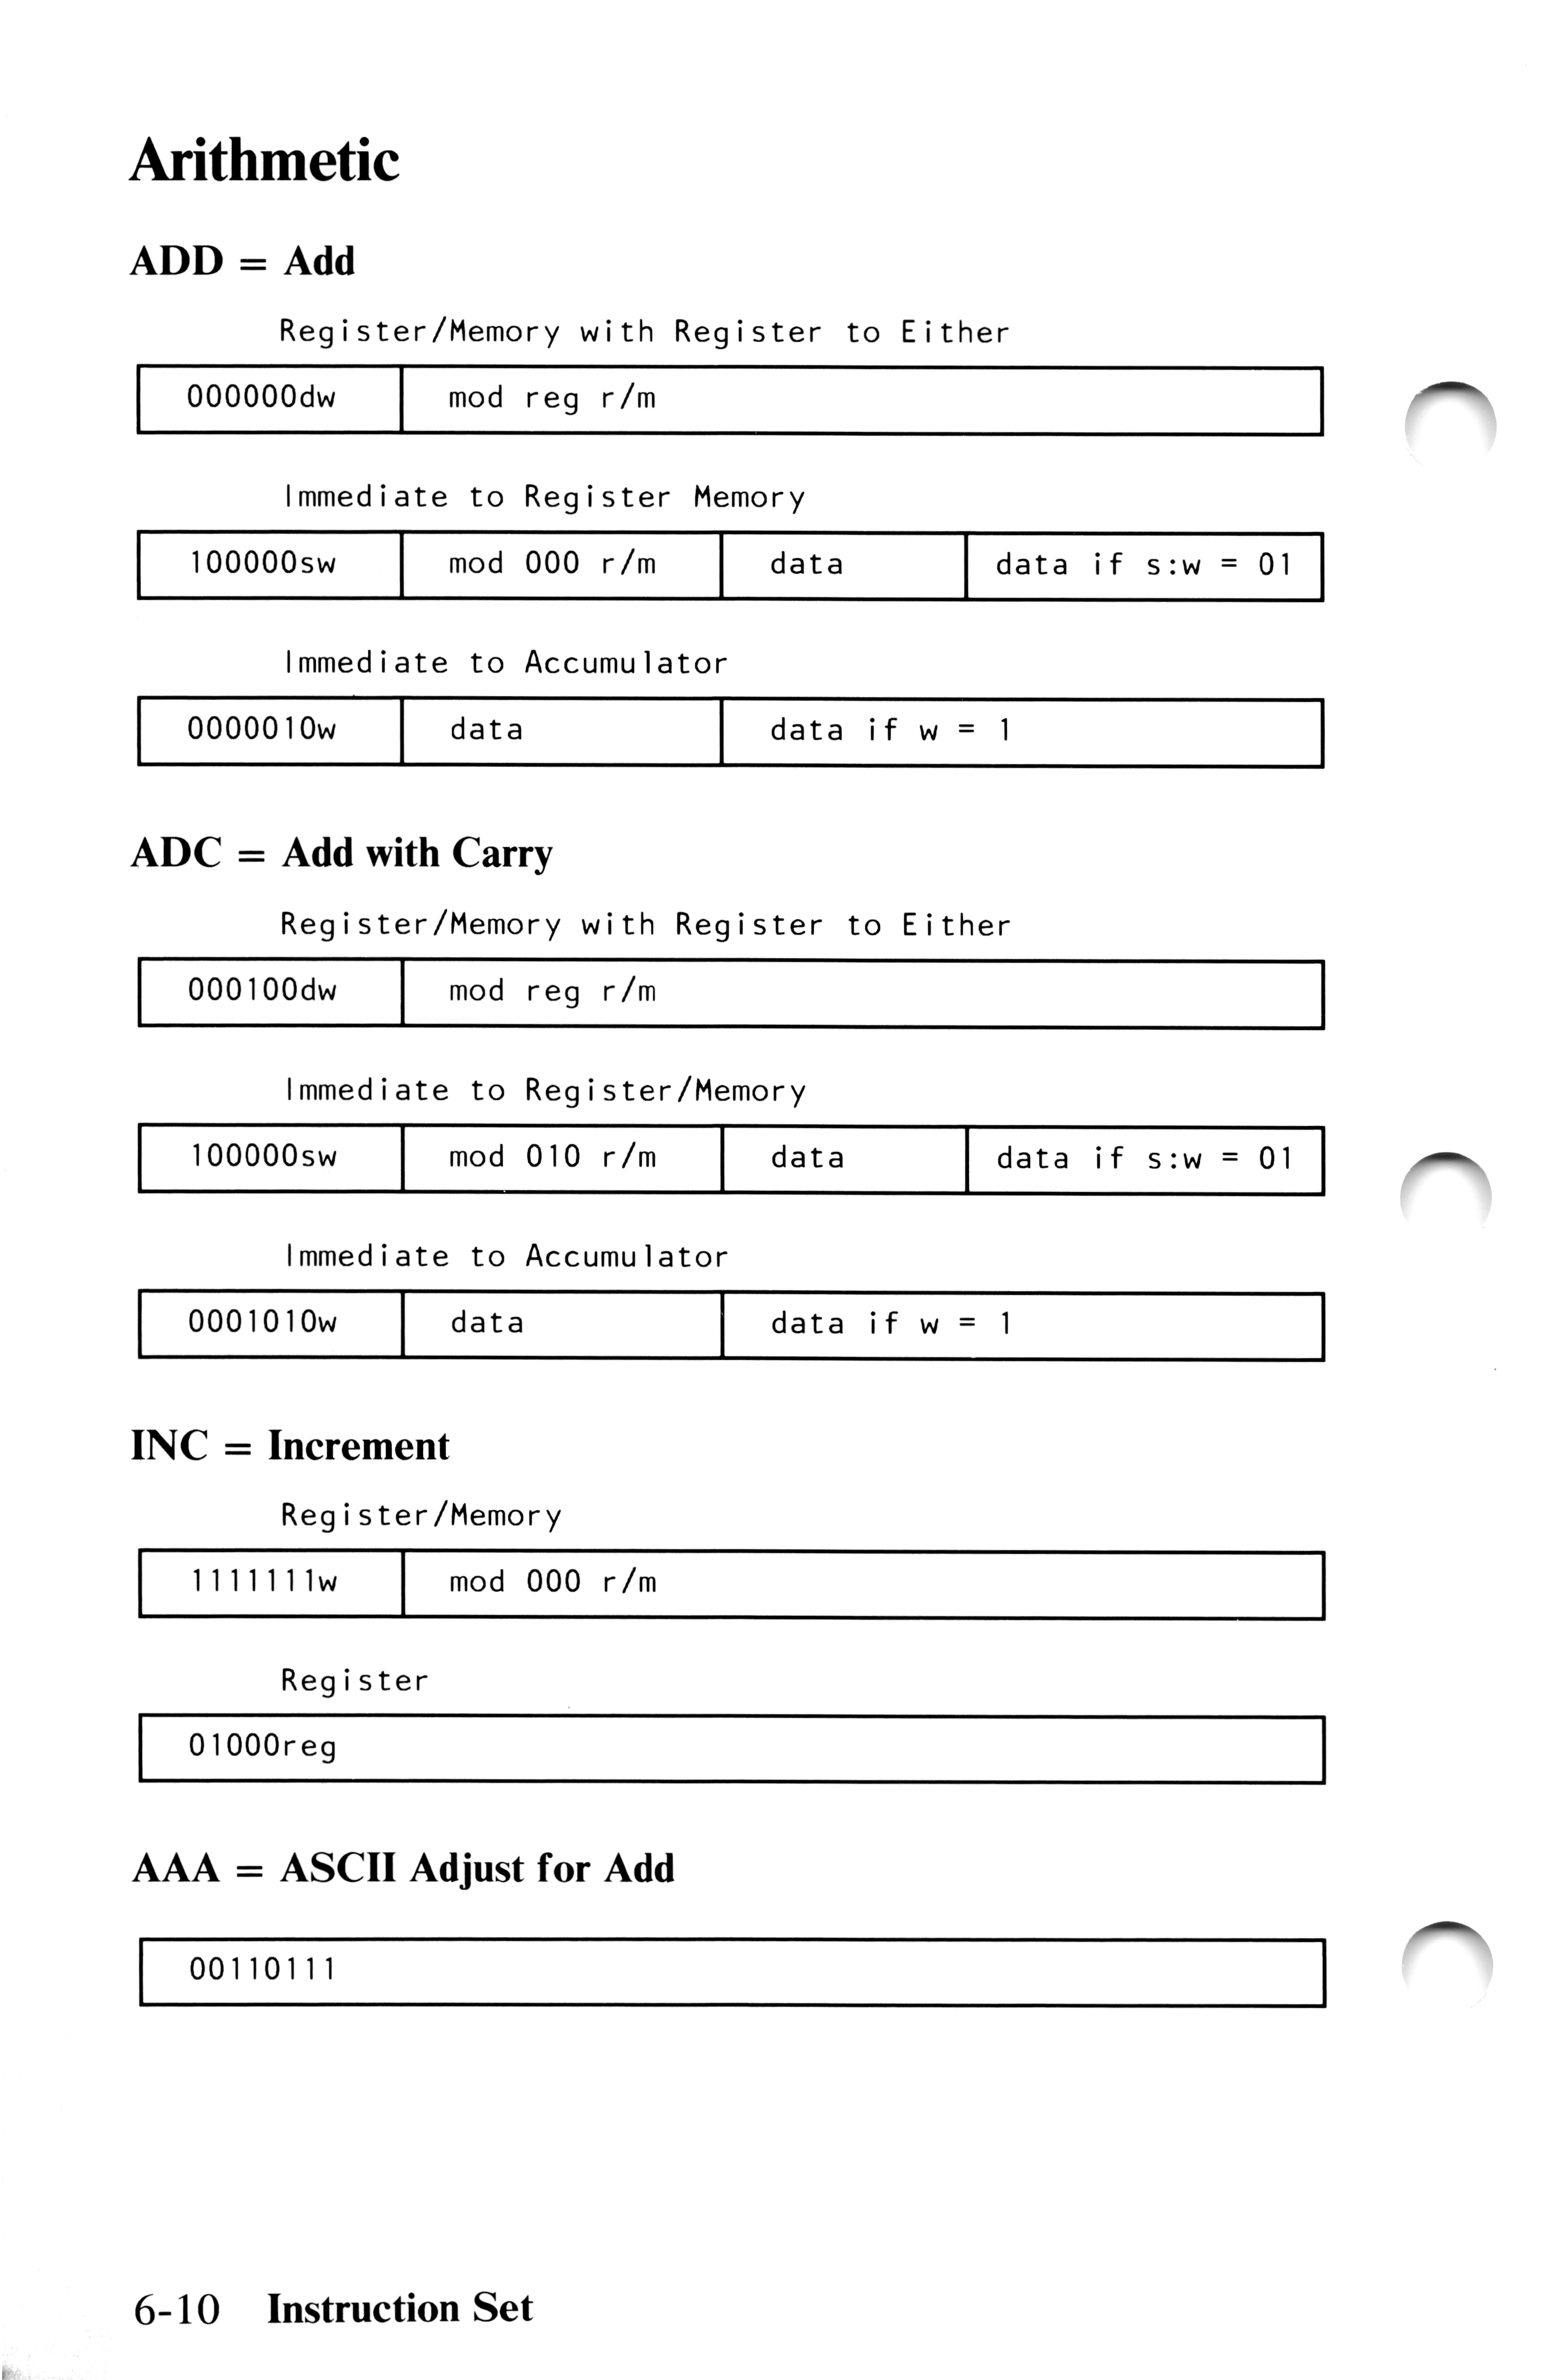 Arithmetic
ADD = Add
Register/Memory with Register to Either
000000dw mod reg r/m
Immediate to Register Memory
100000sw mod 000 r/m data data if s:w = 01
Immediate to Accumulator
0000010w data data if w = 1
ADC = Add with Carry
Register/Memory with Register to Either
000100dw mod reg r/m
Immediate to Register/Memory
100000sw mod 010 r/m data data if s:w = 01
Immediate to Accumulator
0001010w data data if w = 1
INC = Increment
Register/Memory
1111111w mod 000 r/m
Register
01000reg
AAA = ASCII Adjust for Add
00110111
6-10 Instruction Set